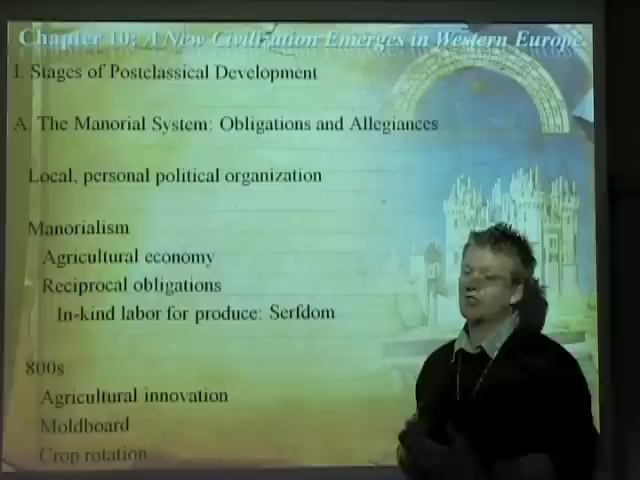 Chapter 10: A New Civilization Emerges in Western Europe
I. Stages of Postclassical Development
A. The Manorial System: Obligations and Allegiances
Local, personal political organization
Manorialism
Agricultural economy
Reciprocal obligations
In-kind labor for produce: Serfdom
800s
Agricultural innovation
Moldboard
Crop rotation